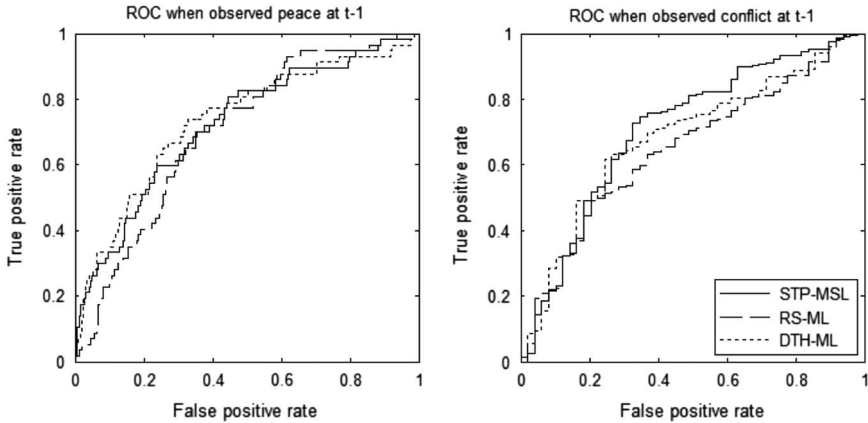 ROC when observed peace at t-1
True positive rate
1
0.8
0.6
0.4
0.2
0
0 0.2 0.4 0.6 0.8 1
False positive rate
ROC when observed conflict at t-1
True positive rate
1
0.8
0.6
0.4
0.2
0
STP-MSL
RS-ML
DTH-ML
0 0.2 0.4 0.6 0.8 1
False positive rate